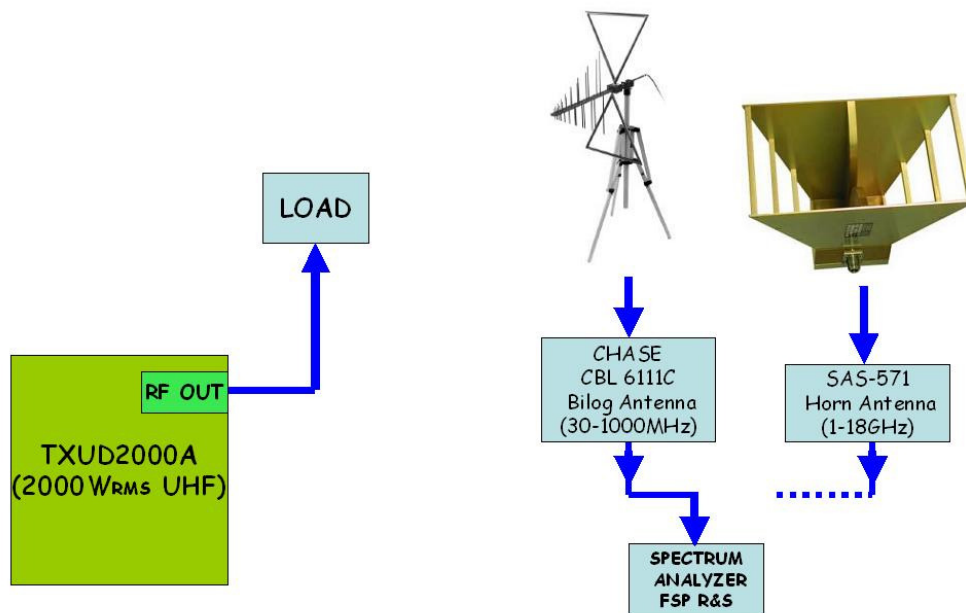 LOAD
RF OUT
TXUD2000A
(2000 WRMS UHF)
CHASE
CBL 6111C
Bilog Antenna
(30-1000MHz)
SAS-571
Horn Antenna
(1-18GHz)
SPECTRUM
ANALYZER
FSP R&S